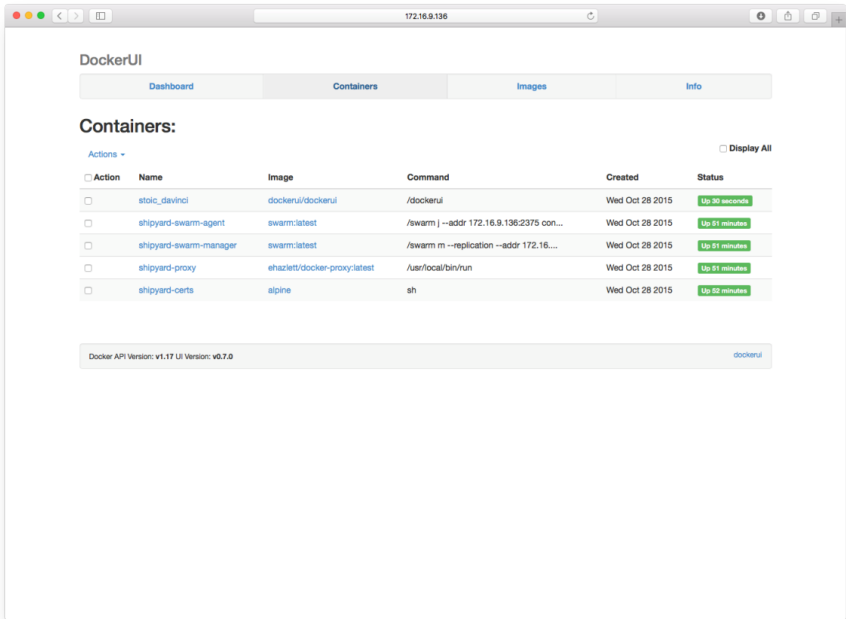 172.16.9.136
DockerUI
Dashboard Containers Images Info
Containers:
Actions
Display All
Action Name Image Command Created Status
stoic_davinci dockerui/dockerui /dockerui Wed Oct 28 2015 Up 30 seconds
shipyard-swarm-agent swarm:latest /swarm j --addr 172.16.9.136:2375 con... Wed Oct 28 2015 Up 51 minutes
shipyard-swarm-manager swarm:latest /swarm m --replication --addr 172.16.... Wed Oct 28 2015 Up 51 minutes
shipyard-proxy ehazlett/docker-proxy:latest /usr/local/bin/run Wed Oct 28 2015 Up 51 minutes
shipyard-certs alpine sh Wed Oct 28 2015 Up 52 minutes
Docker API Version: v1.17 UI Version: v0.7.0 dockerui